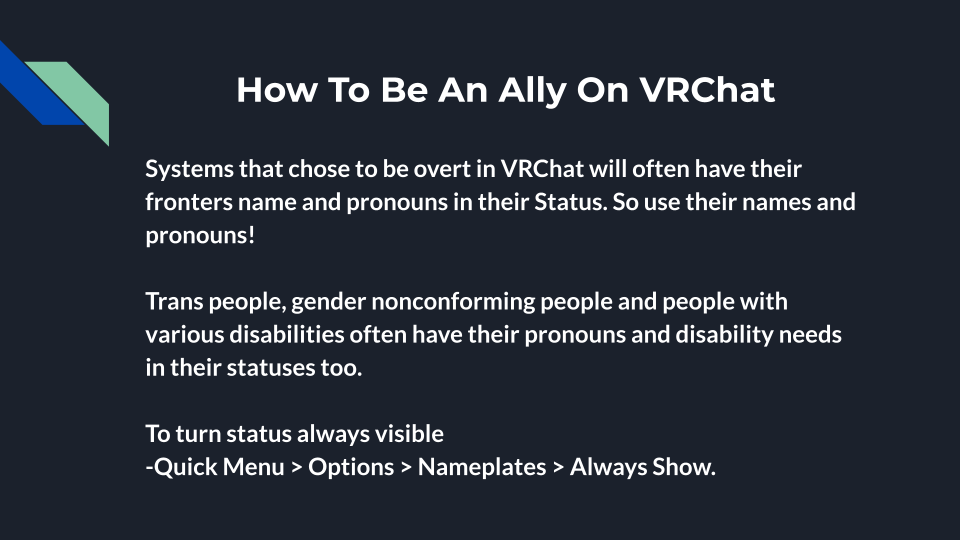 How To Be An Ally On VRChat
Systems that chose to be overt in VRChat will often have their
fronters name and pronouns in their Status. So use their names and
pronouns!
Trans people, gender nonconforming people and people with
various disabilities often have their pronouns and disability needs
in their statuses too.
To turn status always visible
-Quick Menu > Options > Nameplates > Always Show.